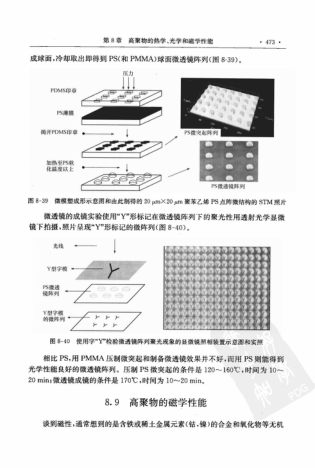 第8章 高聚物的热学、光学和磁学性能 · 473 ·
成球面,冷却取出即得到 PS(和 PMMA)球面微透镜阵列(图 8-39)。
压力
PDMS印章
PS薄膜
揭开PDMS印章
PS微突起阵列
加热至PS软
化温度以上
PS微透镜阵列
图 8-39 微模塑成形示意图和由此制得的 20 μm×20 μm 聚苯乙烯 PS 点阵微结构的 STM 照片
微透镜的成镜实验使用“Y”形标记在微透镜阵列下的聚光性用透射光学显微
镜下拍摄,照片呈现“Y”形标记的微阵列(图 8-40)。
光线
Y型字模
PS微透
镜阵列
Y型字模
的微阵列
图 8-40 使用字“Y”检验微透镜阵列聚光现象的显微镜照相装置示意图和实照
相比 PS,用 PMMA 压制微突起和制备微透镜效果并不好,而用 PS 则能得到
光学性能良好的微透镜阵列。压制 PS 微突起的条件是 120～160℃,时间为 10～
20 min;微透镜成镜的条件是 170℃,时间为 10～20 min。
8.9 高聚物的磁学性能
谈到磁性,通常想到的是含铁或稀土金属元素(钴、镍)的合金和氧化物等无机
PDG